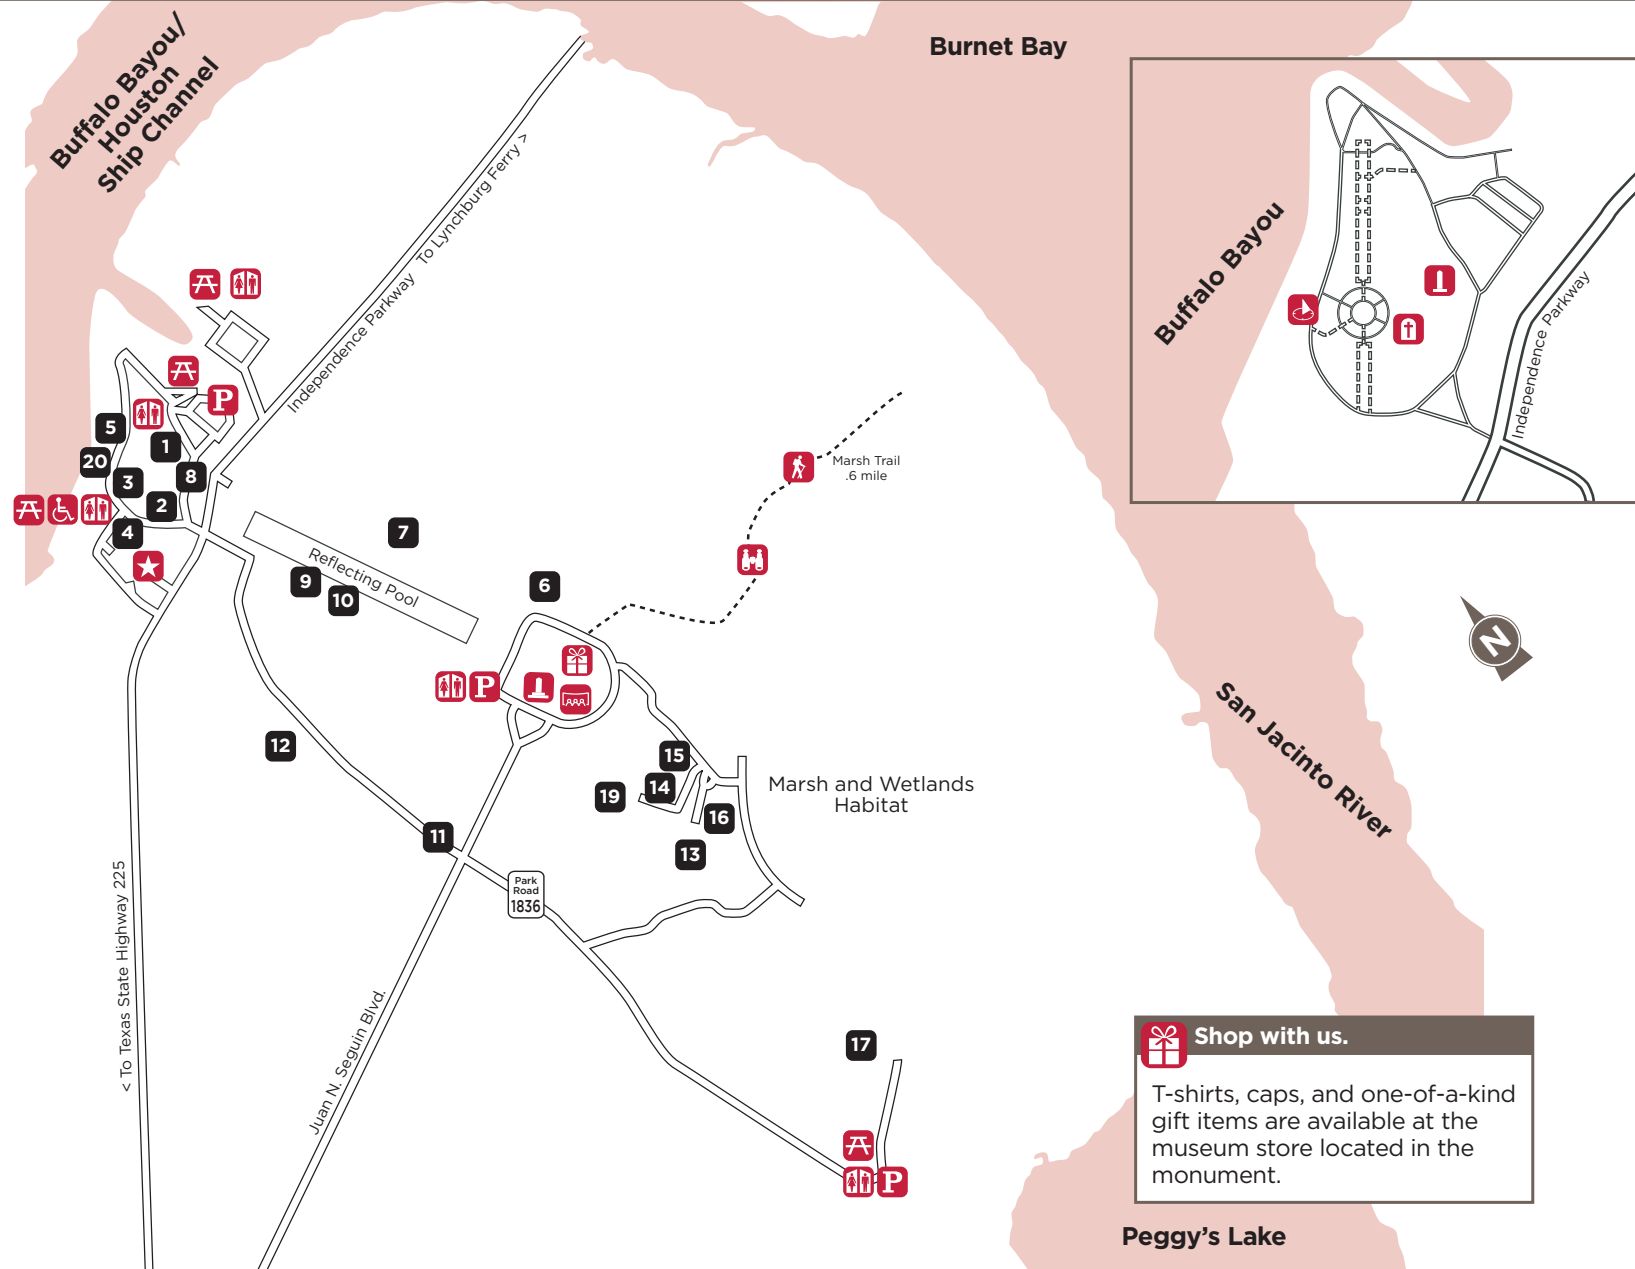 Buffalo Bayou/
Houston
Ship Channel
Burnet Bay
To Lynchburg Ferry >
Independence Parkway
Buffalo Bayou
Independence Parkway
P
5
1
20
8
3
2
4
7
Reflecting Pool
9
10
6
Marsh Trail
.6 mile
N
P
12
15
14
19
16
13
11
Marsh and Wetlands
Habitat
San Jacinto River
Park
Road
1836
< To Texas State Highway 225
Juan N. Seguin Blvd.
17
P
Shop with us.
T-shirts, caps, and one-of-a-kind
gift items are available at the
museum store located in the
monument.
Peggy's Lake